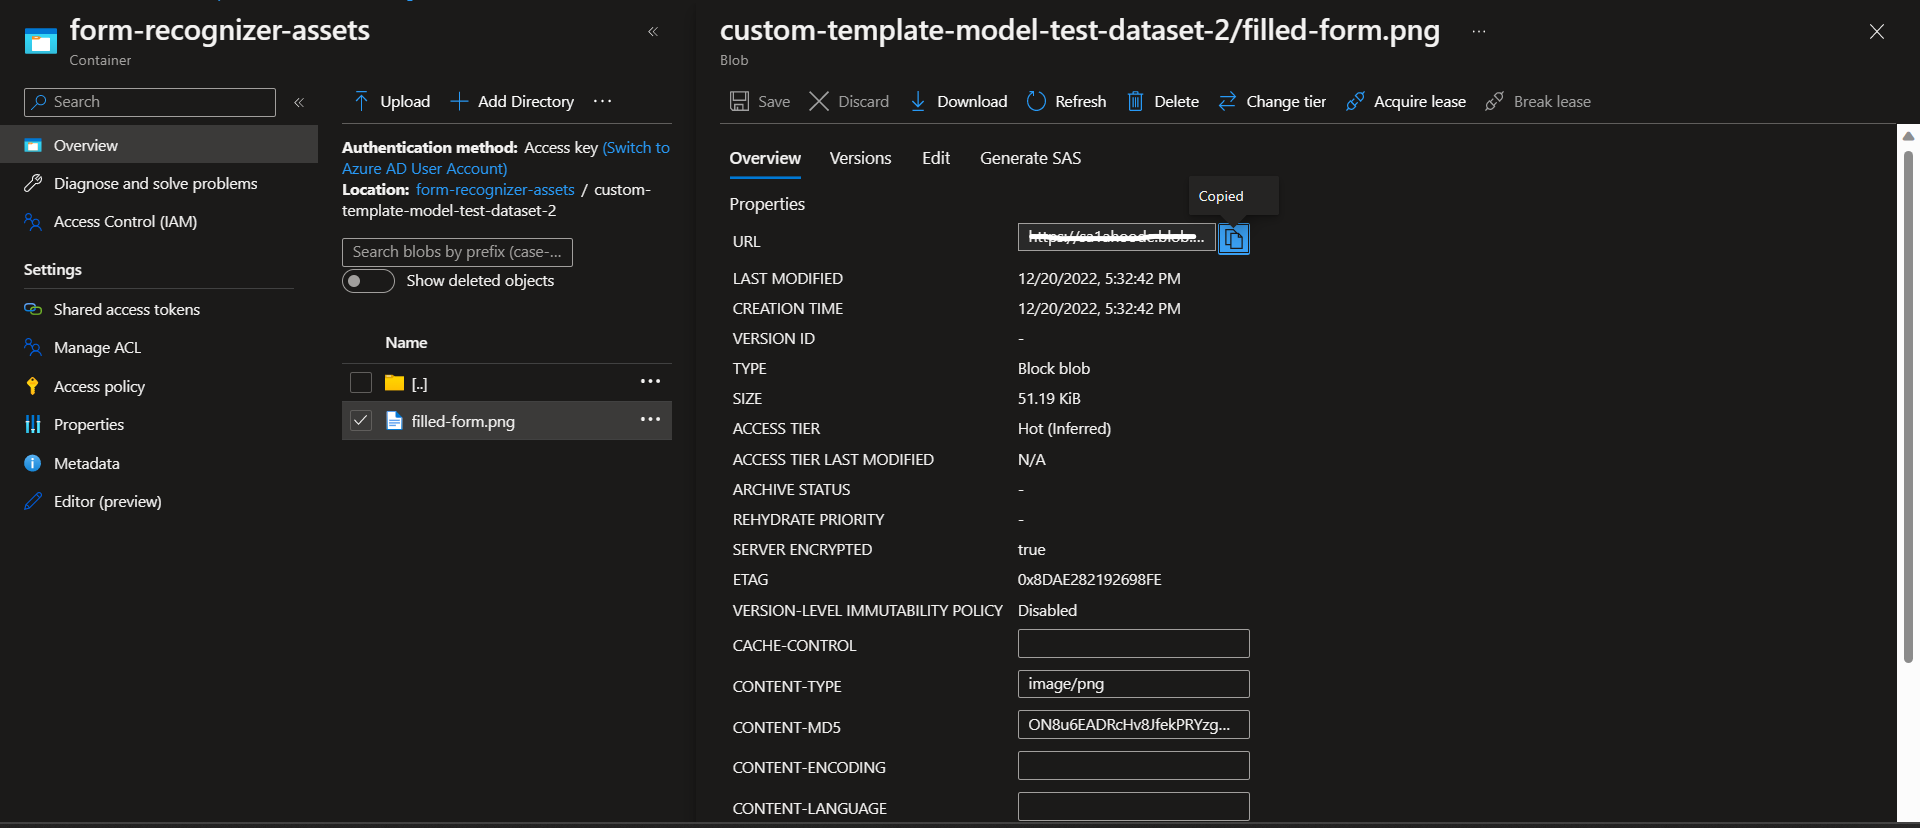 form-recognizer-assets
Container
Search
Overview
Diagnose and solve problems
Access Control (IAM)
Settings
Shared access tokens
Manage ACL
Access policy
Properties
Metadata
Editor (preview)
Upload
Add Directory
Authentication method: Access key (Switch to
Azure AD User Account)
Location: form-recognizer-assets / custom-
template-model-test-dataset-2
Search blobs by prefix (case-...
Show deleted objects
Name
[..]
filled-form.png
custom-template-model-test-dataset-2/filled-form.png
Blob
Save Discard Download Refresh Delete Change tier Acquire lease Break lease
Overview Versions Edit Generate SAS
Copied
Properties
URL
LAST MODIFIED 12/20/2022, 5:32:42 PM
CREATION TIME 12/20/2022, 5:32:42 PM
VERSION ID -
TYPE Block blob
SIZE 51.19 KiB
ACCESS TIER Hot (Inferred)
ACCESS TIER LAST MODIFIED N/A
ARCHIVE STATUS -
REHYDRATE PRIORITY -
SERVER ENCRYPTED true
ETAG 0x8DAE282192698FE
VERSION-LEVEL IMMUTABILITY POLICY Disabled
CACHE-CONTROL
CONTENT-TYPE image/png
CONTENT-MD5 ON8u6EADRcHv8JfekPRYzg...
CONTENT-ENCODING
CONTENT-LANGUAGE